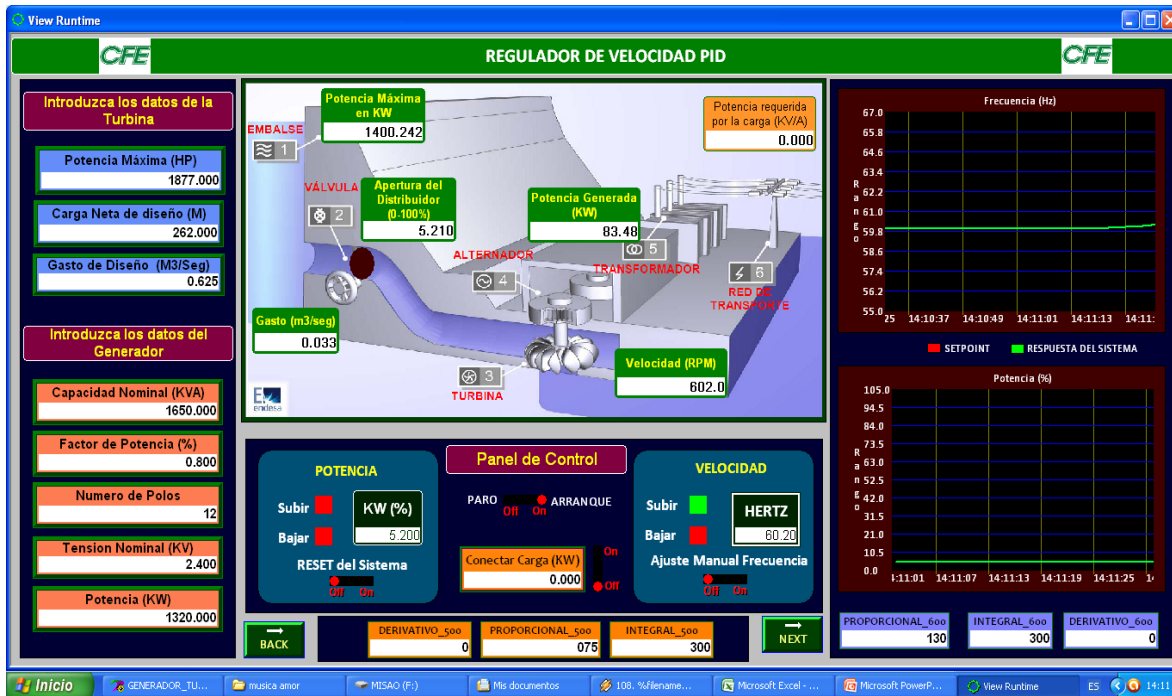 View Runtime
CFE
REGULADOR DE VELOCIDAD PID
CFE
Introduzca los datos de la
Turbina
Potencia Máxima (HP)
1877.000
Carga Neta de diseño (M)
262.000
Gasto de Diseño (M3/Seg)
0.625
Introduzca los datos del
Generador
Capacidad Nominal (KVA)
1650.000
Factor de Potencia (%)
0.800
Numero de Polos
12
Tension Nominal (KV)
2.400
Potencia (KW)
1320.000
Potencia Máxima
en KW
1400.242
Potencia requerida
por la carga (KV/A)
0.000
EMBALSE
1
VÁLVULA
2
Apertura del
Distribuidor
(0-100%)
5.210
Potencia Generada
(KW)
83.48
5
TRANSFORMADOR
ALTERNADOR
4
6
RED DE
TRANSPORTE
Gasto (m3/seg)
0.033
3
TURBINA
Velocidad (RPM)
602.0
endesa
Panel de Control
POTENCIA
Subir
Bajar
KW (%)
5.200
RESET del Sistema
Off On
PARO
ARRANQUE
Off On
Conectar Carga (KW)
0.000
On
Off
VELOCIDAD
Subir
Bajar
HERTZ
60.20
Ajuste Manual Frecuencia
Off On
BACK
DERIVATIVO_500
0
PROPORCIONAL_500
075
INTEGRAL_500
300
NEXT
Frecuencia (Hz)
Rango
67.0
65.8
64.6
63.4
62.2
61.0
59.8
58.6
57.4
56.2
55.0
25 14:10:37 14:10:49 14:11:01 14:11:13 14:11:
SETPOINT
RESPUESTA DEL SISTEMA
Potencia (%)
Rango
105.0
94.5
84.0
73.5
63.0
52.5
42.0
31.5
21.0
10.5
0.0
4:11:01 14:11:07 14:11:13 14:11:19 14:11:25 14
PROPORCIONAL_600
130
INTEGRAL_600
300
DERIVATIVO_600
0
Inicio
GENERADOR_TU...
musica amor
MISAO (F:)
Mis documentos
108. %filename...
Microsoft Excel - ...
Microsoft PowerP...
View Runtime
ES
14:13